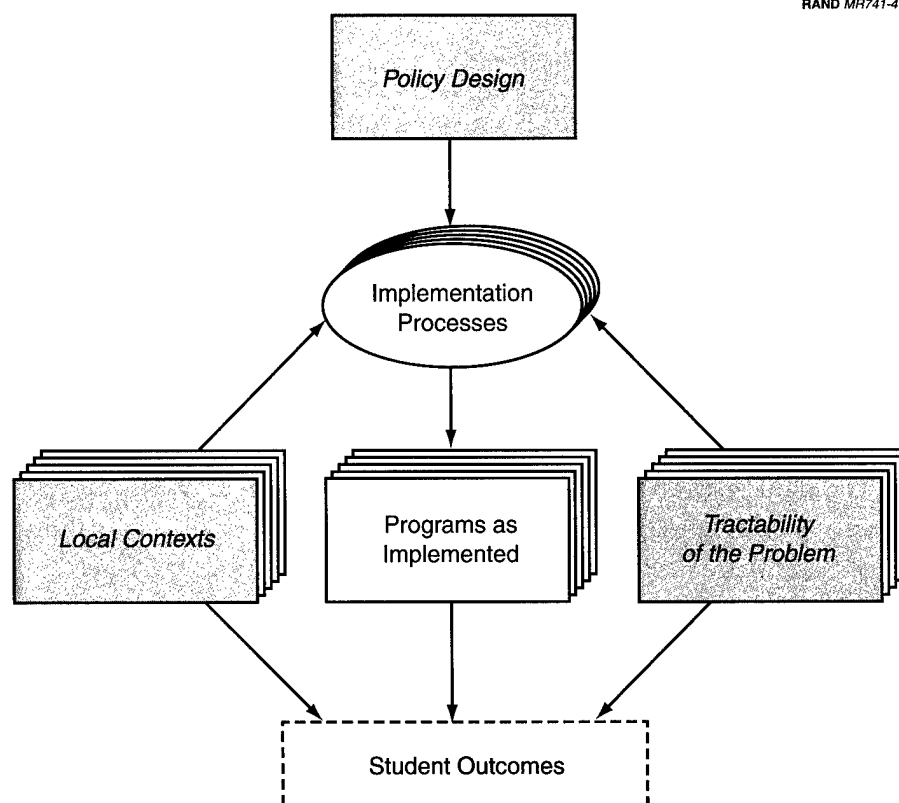 RAND MR741-4
Policy Design
Implementation
Processes
Local Contexts
Programs as
Implemented
Tractability
of the Problem
Student Outcomes